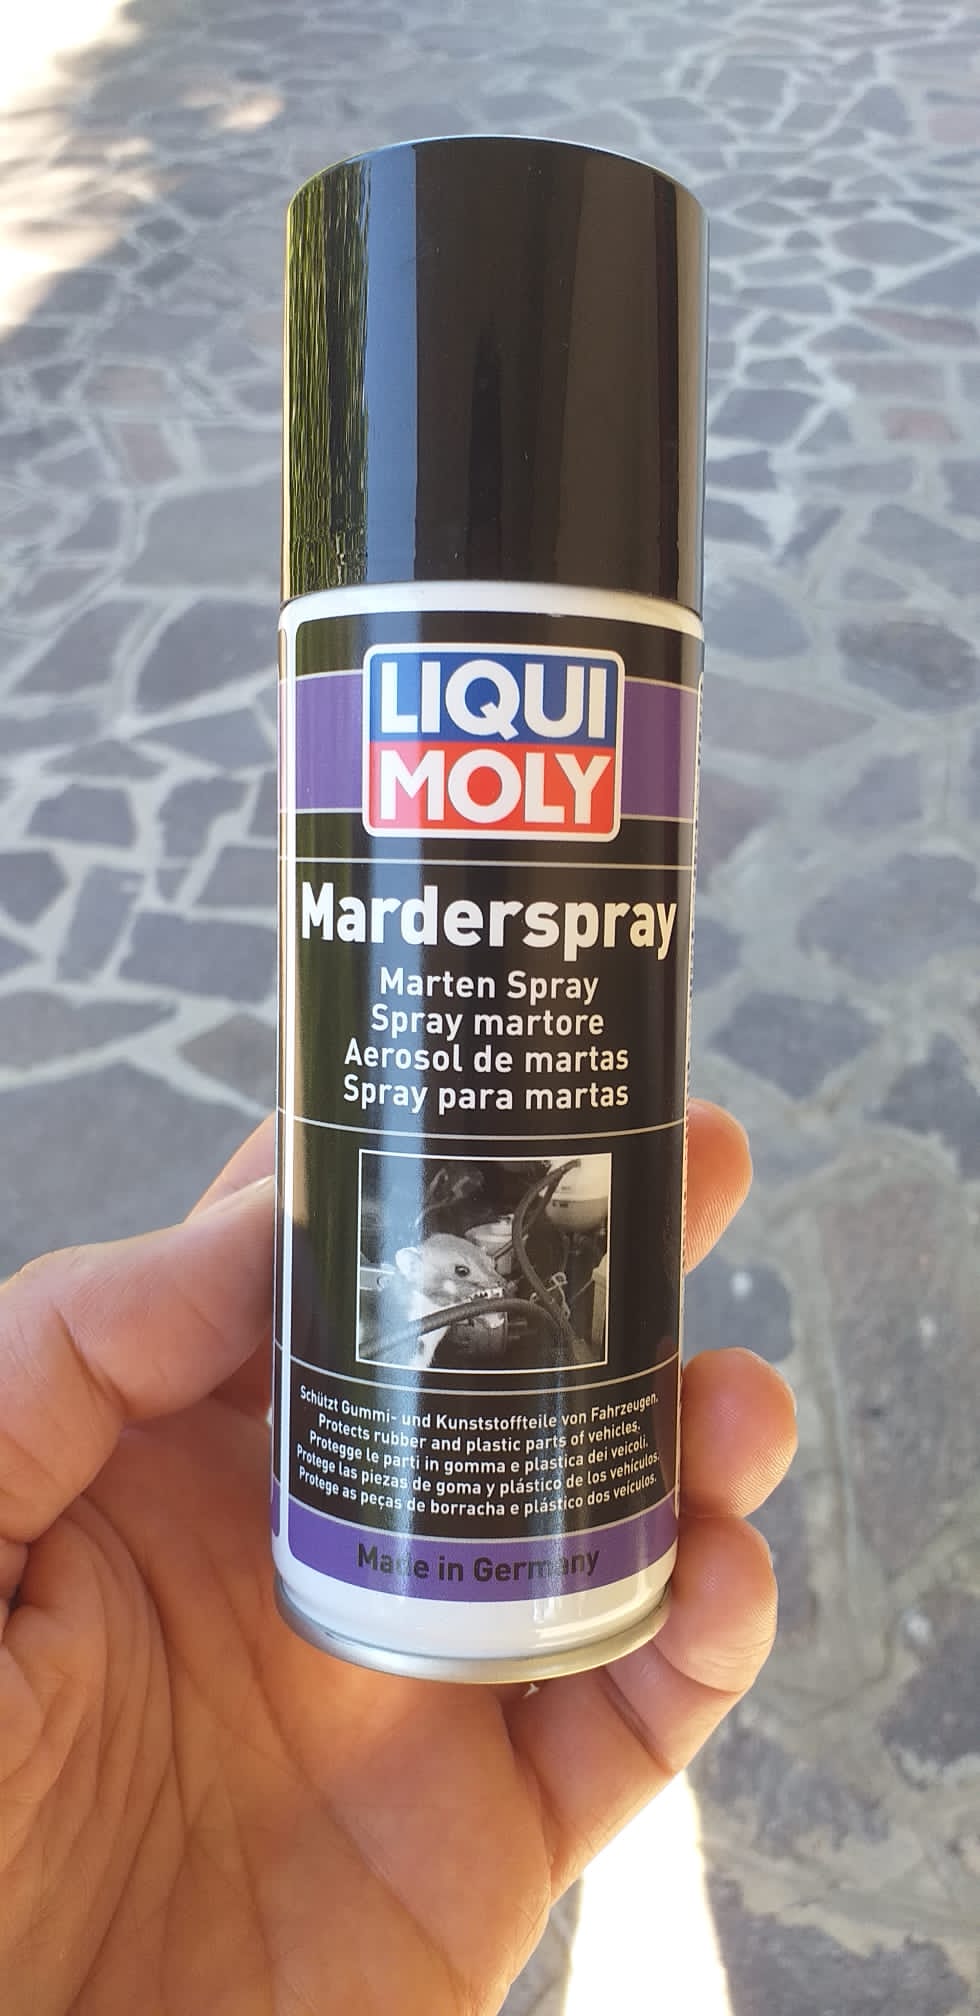 LIQUI
MOLY
Marderspray
Marten Spray
Spray martore
Aerosol de martas
Spray para martas
Schützt Gummi- und Kunststoffteile von Fahrzeugen.
Protects rubber and plastic parts of vehicles.
Protegge le parti in gomma e plastica dei veicoli.
Protege las piezas de goma y plástico de los vehículos.
Protege as peças de borracha e plástico dos veículos.
Made in Germany